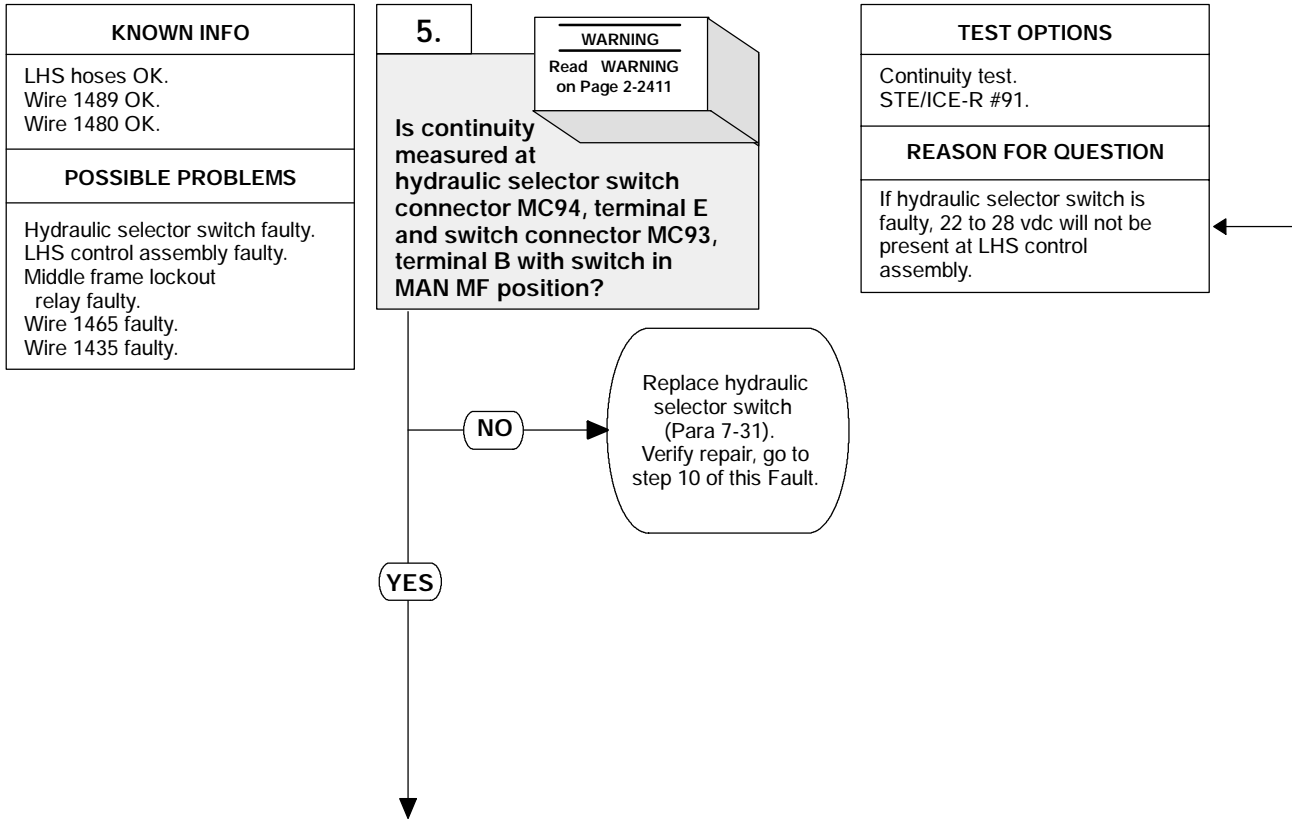 KNOWN INFO
LHS hoses OK.
Wire 1489 OK.
Wire 1480 OK.
POSSIBLE PROBLEMS
Hydraulic selector switch faulty.
LHS control assembly faulty.
Middle frame lockout
relay faulty.
Wire 1465 faulty.
Wire 1435 faulty.
5.
WARNING
Read WARNING
on Page 2-2411
Is continuity
measured at
hydraulic selector switch
connector MC94, terminal E
and switch connector MC93,
terminal B with switch in
MAN MF position?
TEST OPTIONS
Continuity test.
STE/ICE-R #91.
REASON FOR QUESTION
If hydraulic selector switch is
faulty, 22 to 28 vdc will not be
present at LHS control
assembly.
NO
Replace hydraulic
selector switch
(Para 7-31).
Verify repair, go to
step 10 of this Fault.
YES